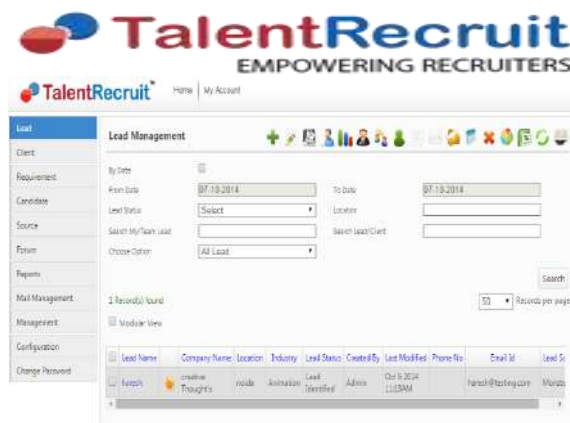 TalentRecruit
EMPOWERING RECRUITERS
TalentRecruit Home My Account
Lead
Client
Requirement
Candidate
Source
Forum
Reports
Mail Management
Management
Configuration
Change Password
Lead Management
By Date
From Date 07-10-2014 To Date 07-10-2014
Lead Status Select Location
Search My/Team Lead Search Lead/Client
Choose Option All Lead
Search
1 Record(s) found 50 Records per page
Modular View
Lead Name Company Name Location Industry Lead Status Created By Last Modified Phone No Email Id Lead So
haresh creative Thought's noida Animation Lead Identified Admin Oct 6 2014 haresh@testing.com